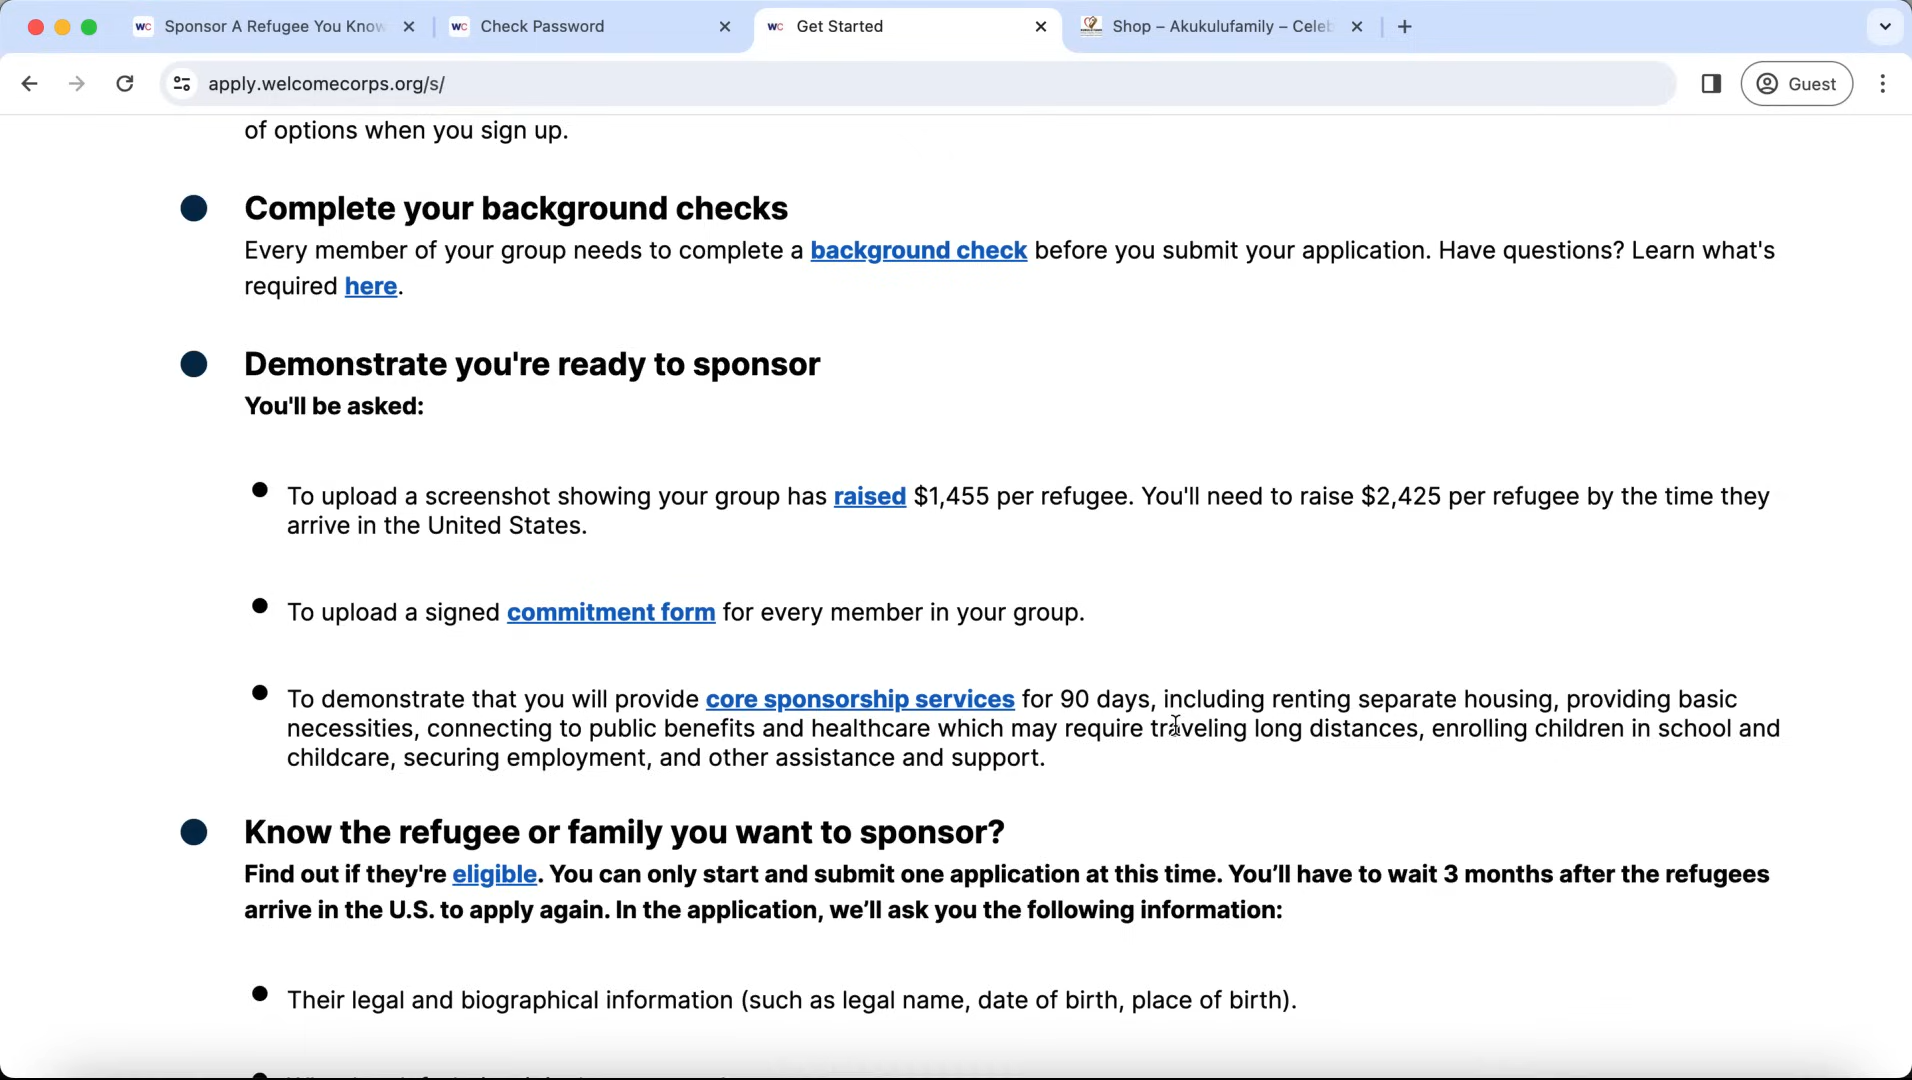 wc Sponsor A Refugee You Know
wc Check Password
wc Get Started
Shop – Akukulufamily – Celeb
apply.welcomecorps.org/s/
Guest
of options when you sign up.
Complete your background checks
Every member of your group needs to complete a background check before you submit your application. Have questions? Learn what's
required here.
Demonstrate you're ready to sponsor
You'll be asked:
To upload a screenshot showing your group has raised $1,455 per refugee. You'll need to raise $2,425 per refugee by the time they
arrive in the United States.
To upload a signed commitment form for every member in your group.
To demonstrate that you will provide core sponsorship services for 90 days, including renting separate housing, providing basic
necessities, connecting to public benefits and healthcare which may require traveling long distances, enrolling children in school and
childcare, securing employment, and other assistance and support.
Know the refugee or family you want to sponsor?
Find out if they're eligible. You can only start and submit one application at this time. You’ll have to wait 3 months after the refugees
arrive in the U.S. to apply again. In the application, we’ll ask you the following information:
Their legal and biographical information (such as legal name, date of birth, place of birth).